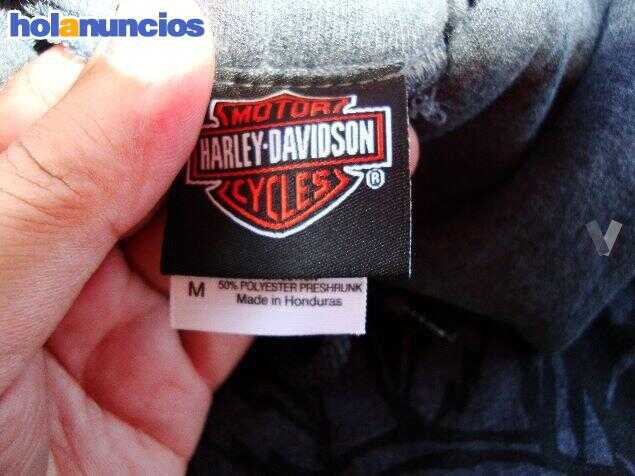 holanuncios
MOTOR
HARLEY-DAVIDSON
CYCLES
®
M
50% POLYESTER PRESHRUNK
Made in Honduras
V